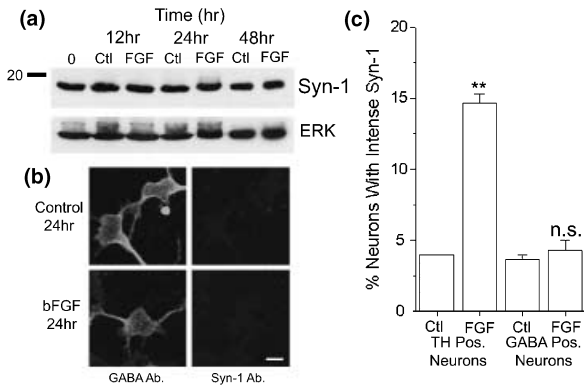 (a)
Time (hr)
12hr 24hr 48hr
0 Ctl FGF Ctl FGF Ctl FGF
20
Syn-1
ERK
(b)
Control
24hr
bFGF
24hr
GABA Ab. Syn-1 Ab.
(c)
% Neurons With Intense Syn-1
20
15
10
5
0
**
n.s.
Ctl FGF Ctl FGF
TH Pos. GABA Pos.
Neurons Neurons